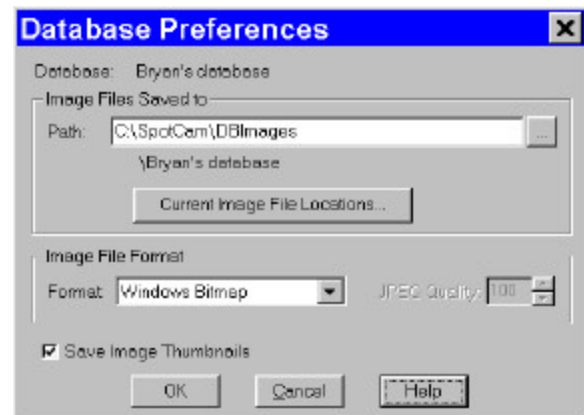 Database Preferences
Database: Bryan's database
Image Files Saved to
Path: C:\SpotCam\DBImages ...
\Bryan's database
Current Image File Locations...
Image File Format
Format: Windows Bitmap JPEG Quality: 100
Save Image Thumbnails
OK Cancel Help